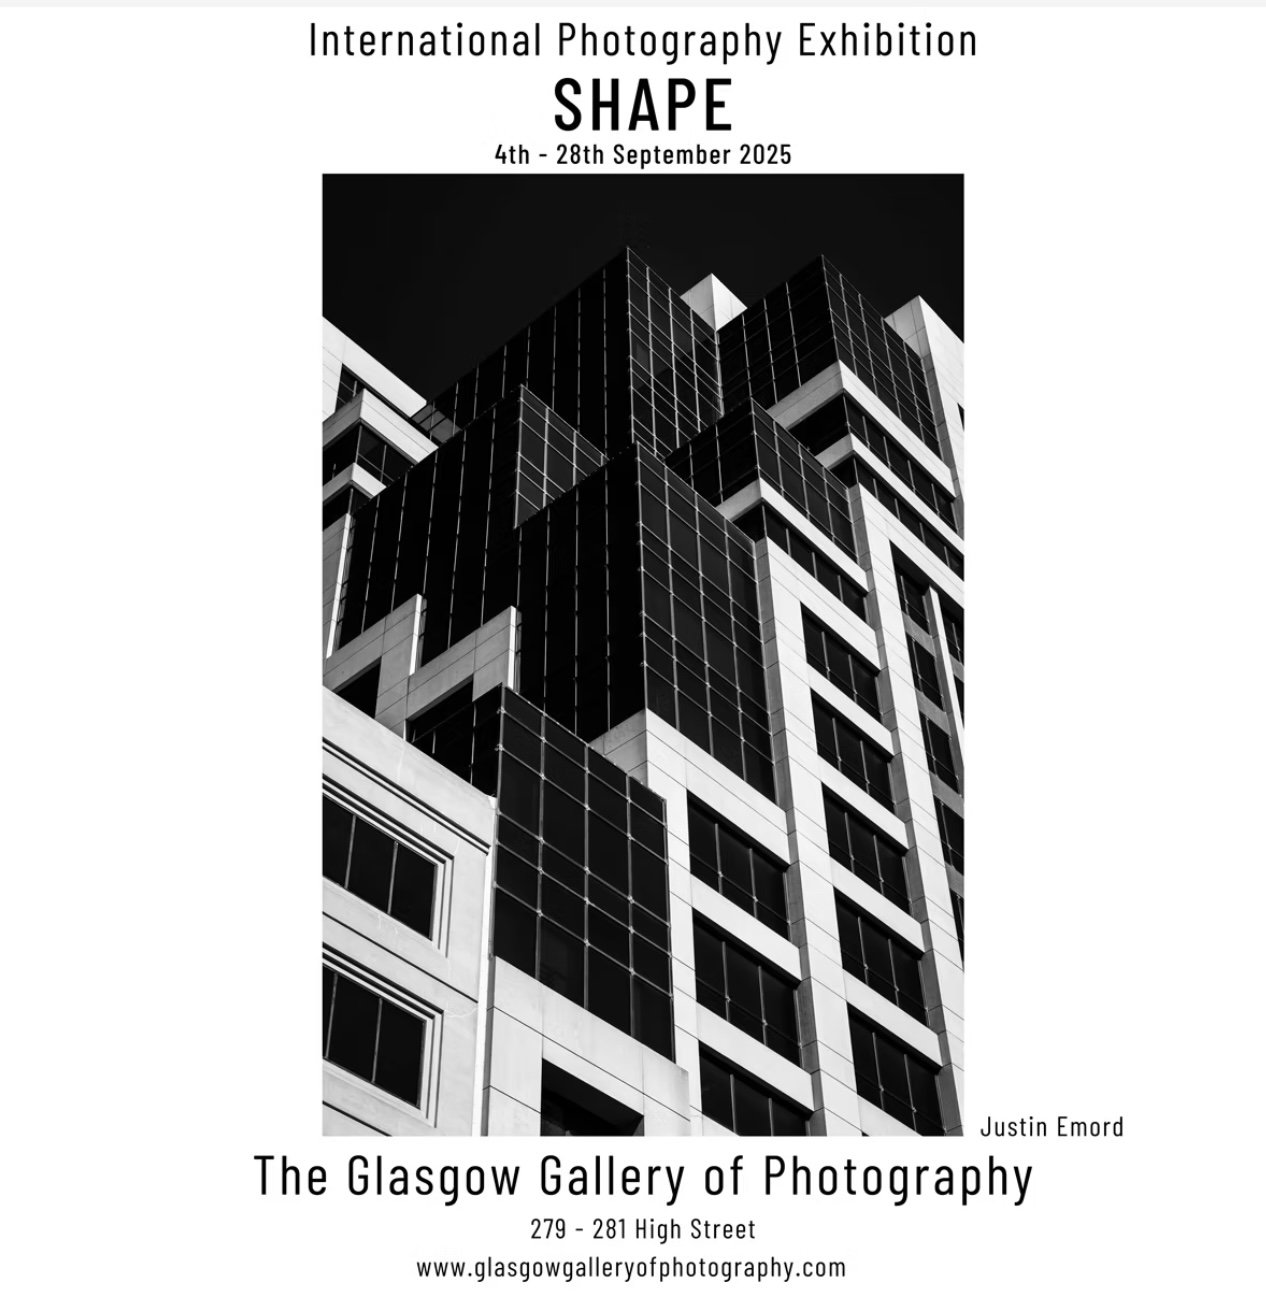 International Photography Exhibition
SHAPE
4th - 28th September 2025
Justin Emord
The Glasgow Gallery of Photography
279 - 281 High Street
www.glasgowgalleryofphotography.com